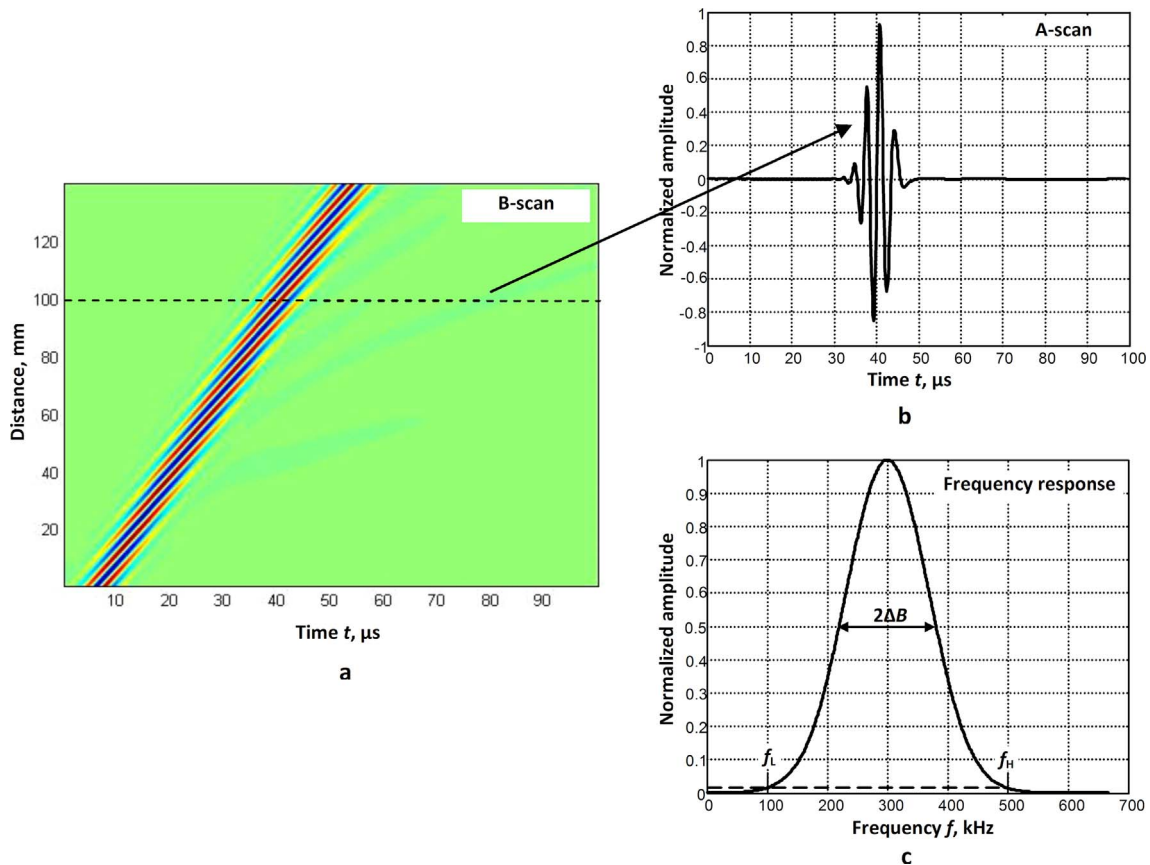 B-scan
120
100
80
60
40
20
Distance, mm
10 20 30 40 50 60 70 80 90
Time t, μs
a
A-scan
1
0.8
0.6
0.4
0.2
0
-0.2
-0.4
-0.6
-0.8
-1
Normalized amplitude
0 10 20 30 40 50 60 70 80 90 100
Time t, μs
b
Frequency response
1
0.9
0.8
0.7
0.6
0.5
0.4
0.3
0.2
0.1
0
Normalized amplitude
2ΔB
fL
fH
0 100 200 300 400 500 600 700
Frequency f, kHz
c